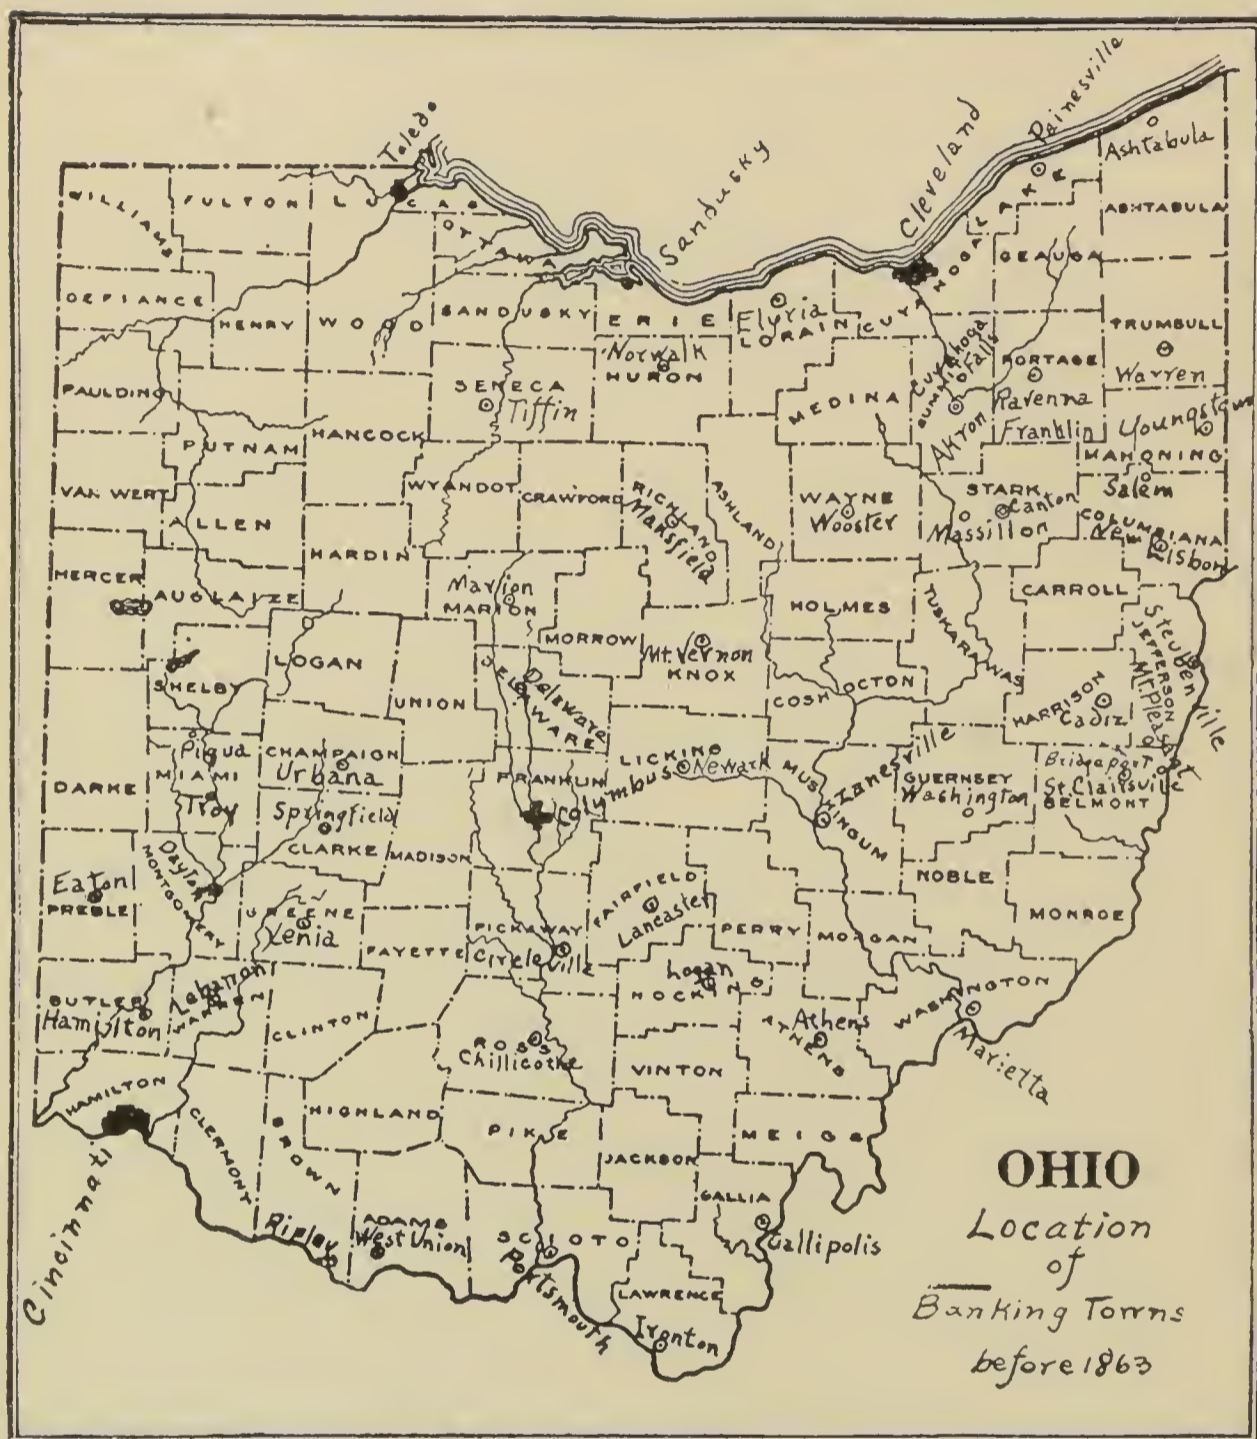 Toledo
Sandusky
Cleveland
Painesville
Ashtabula
WILLIAMS
FULTON
LUCAS
OTTAWA
LAKE
ASHTABULA
GEAUGA
CUYAHOGA
DEFIANCE
HENRY
WOOD
SANDUSKY
ERIE
Elyria
LORAIN
TRUMBULL
Warren
Norwalk
HURON
Cuyahoga
Falls
SUMMIT
Akron
PORTAGE
Ravenna
Franklin
Youngstown
MAHONING
PAULDING
SENECA
Tiffin
MEDINA
PUTNAM
HANCOCK
VAN WERT
ALLEN
WYANDOT
CRAWFORD
RICHLAND
Mansfield
ASHLAND
WAYNE
Wooster
STARK
Canton
Massillon
Salem
COLUMBIANA
New Lisbon
HARDIN
MERCER
AUGLAIZE
Marion
MARION
MORROW
HOLMES
TUSKARAWAS
CARROLL
Steubenville
JEFFERSON
Mt. Pleasant
LOGAN
SHELBY
UNION
DELAWARE
Delaware
Mt. Vernon
KNOX
COSHOCTON
HARRISON
Cadiz
Piqua
MIAMI
Troy
CHAMPAIGN
Urbana
DARKE
FRANKLIN
Columbus
LICKING
Newark
MUSKINGUM
Zanesville
GUERNSEY
Washington
Bridgeport
St. Clairsville
BELMONT
Springfield
CLARKE
MADISON
Dayton
MONTGOMERY
Eaton
PREBLE
GREENE
Xenia
FAYETTE
PICKAWAY
Circleville
FAIRFIELD
Lancaster
PERRY
MORGAN
NOBLE
MONROE
BUTLER
Hamilton
Lebanon
WARREN
CLINTON
Logan
HOCKING
Athens
ATHENS
WASHINGTON
Marietta
ROSS
Chillicothe
VINTON
HAMILTON
Cincinnati
CLERMONT
BROWN
HIGHLAND
PIKE
JACKSON
MEIGS
Ripley
ADAMS
West Union
SCIOTO
Portsmouth
GALLIA
Gallipolis
LAWRENCE
Ironton
OHIO
Location
of
Banking Towns
before 1863